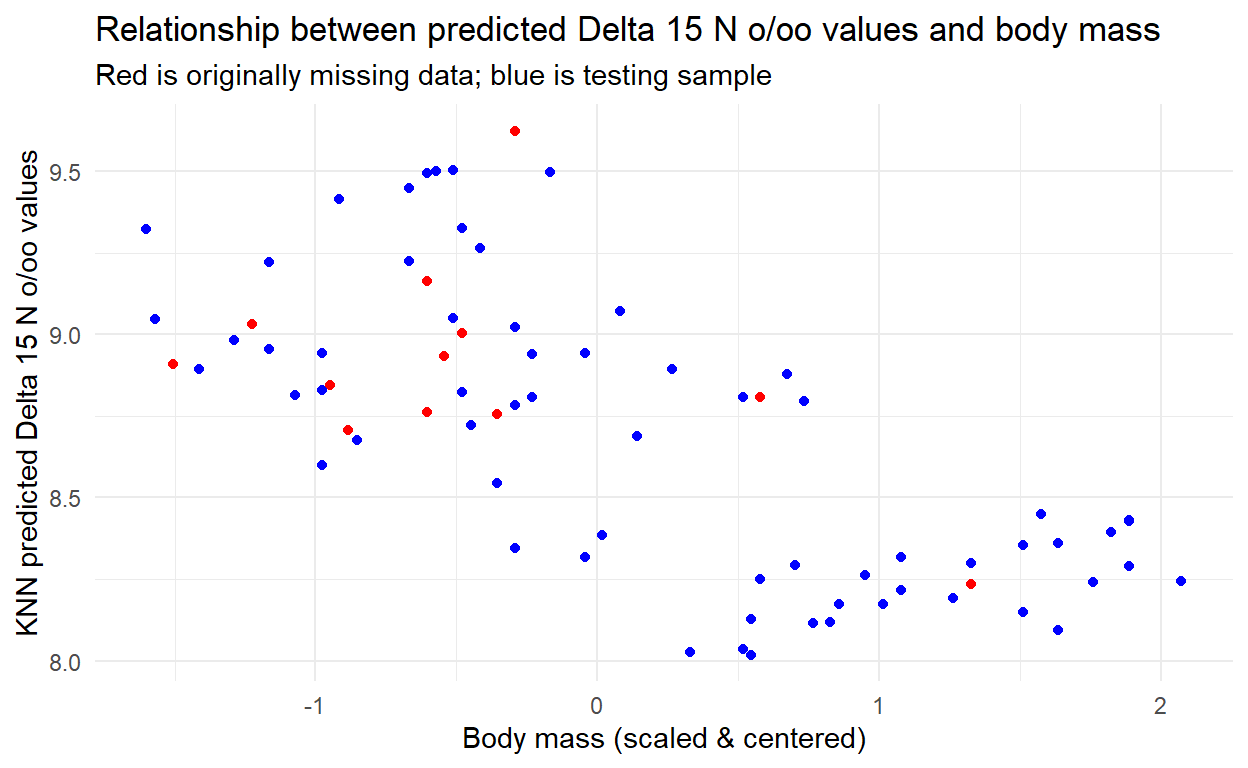 Relationship between predicted Delta 15 N o/oo values and body mass
Red is originally missing data; blue is testing sample
KNN predicted Delta 15 N o/oo values
9.5
9.0
8.5
8.0
-1
0
1
2
Body mass (scaled & centered)